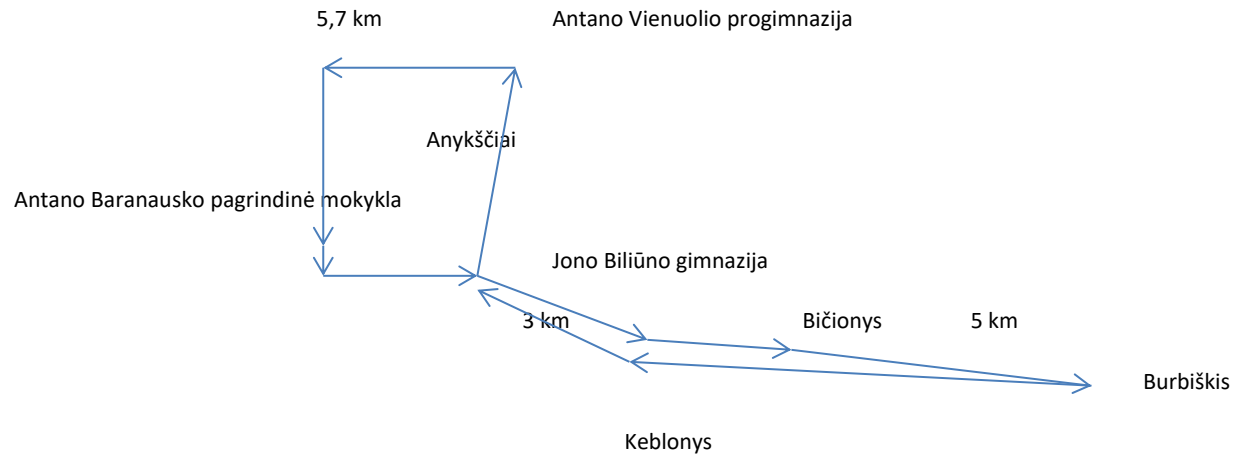 5,7 km Antano Vienuolio progimnazija
Anykščiai
Antano Baranausko pagrindinė mokykla
Jono Biliūno gimnazija
3 km Bičionys 5 km
Burbiškis
Keblonys